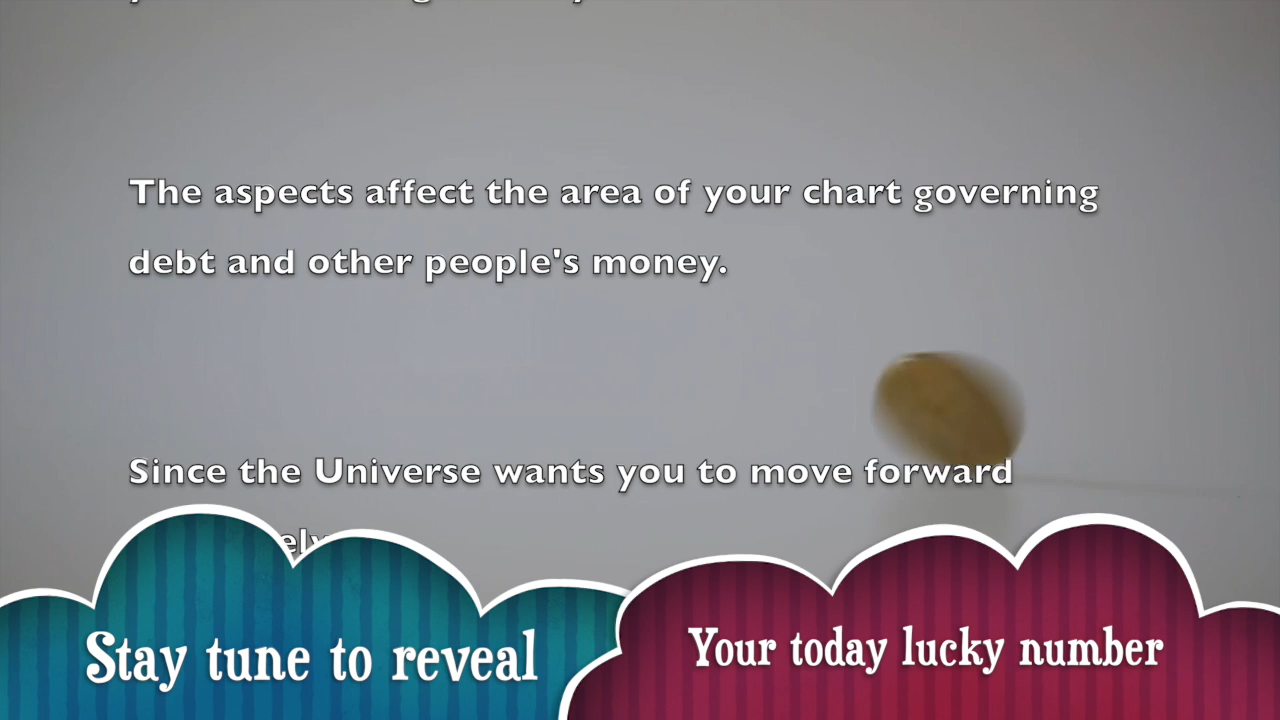 The aspects affect the area of your chart governing
debt and other people's money.
Since the Universe wants you to move forward
Stay tune to reveal
Your today lucky number